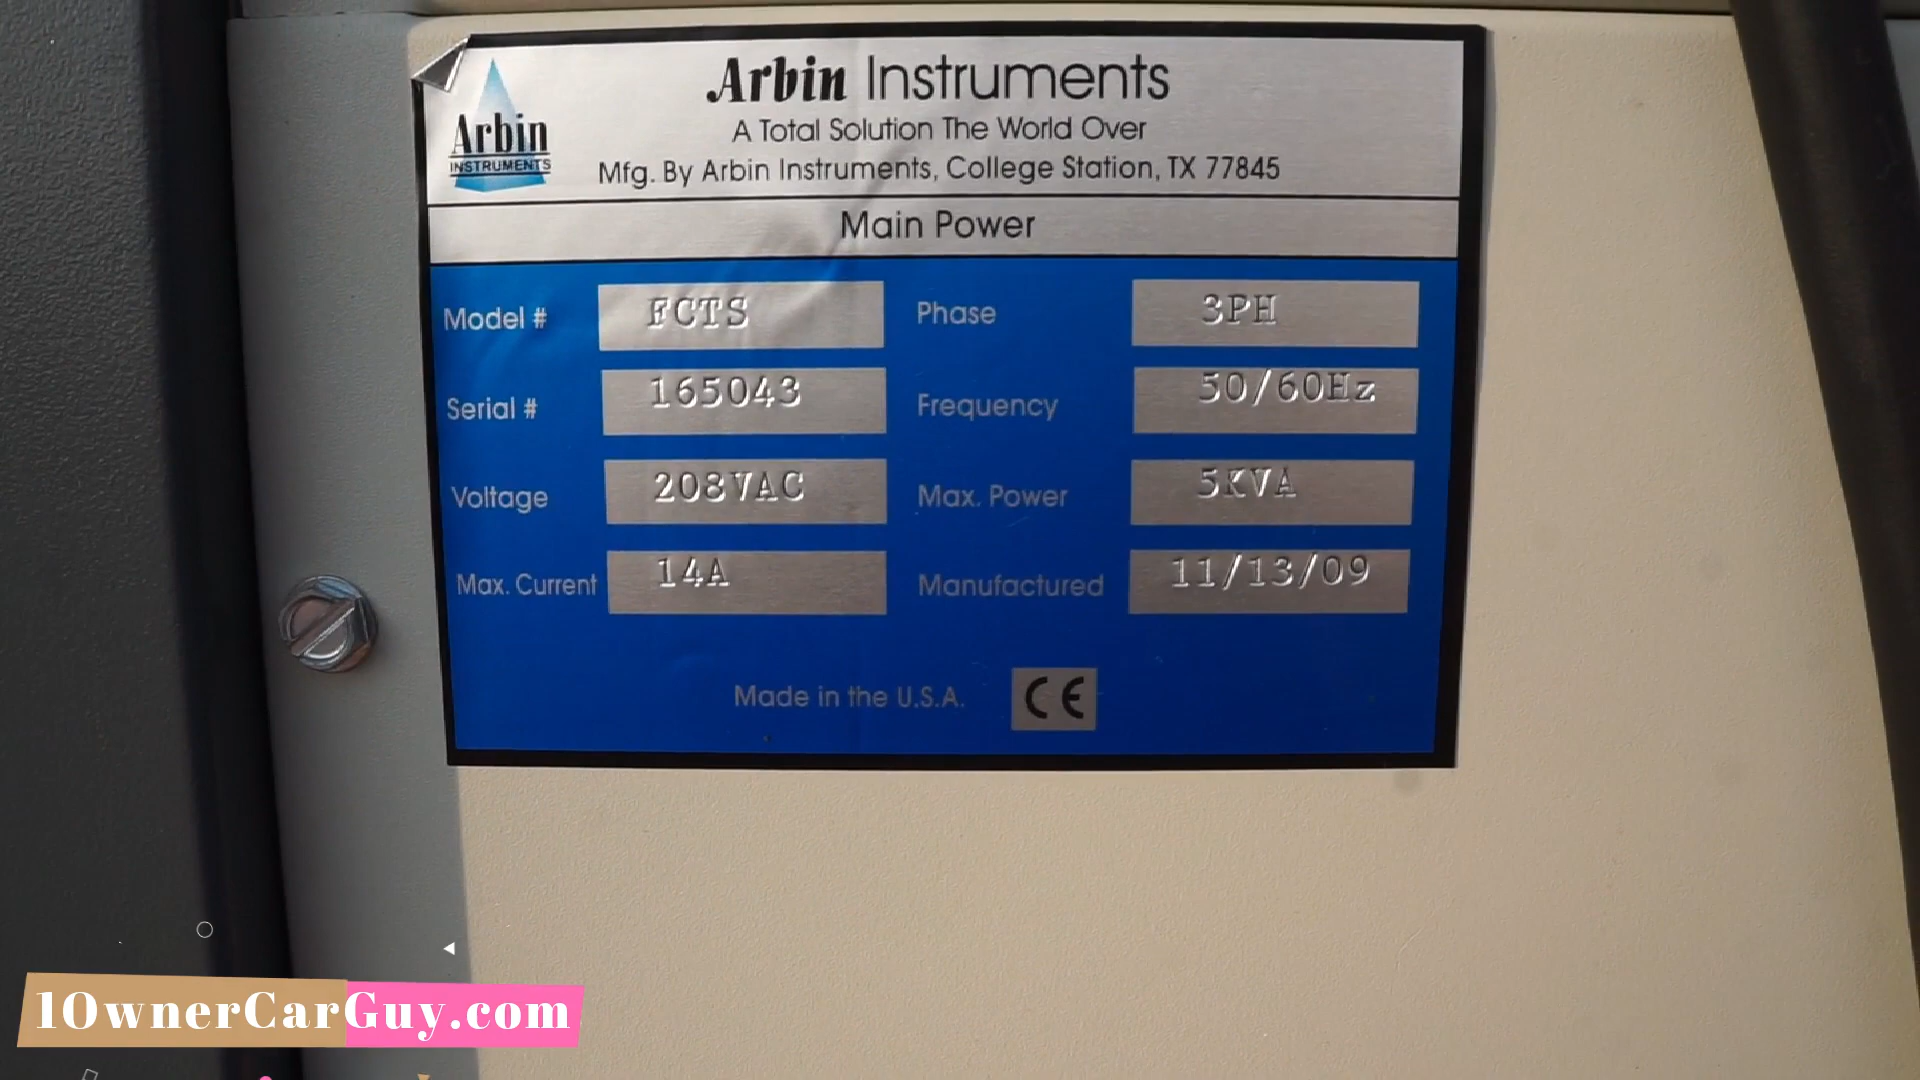 Arbin Instruments
A Total Solution The World Over
Mfg. By Arbin Instruments, College Station, TX 77845
Arbin
INSTRUMENTS
Main Power
Model # FCTS Phase 3PH
Serial # 165043 Frequency 50/60Hz
Voltage 208VAC Max. Power 5KVA
Max. Current 14A Manufactured 11/13/09
Made in the U.S.A. CE
1OwnerCarGuy.com